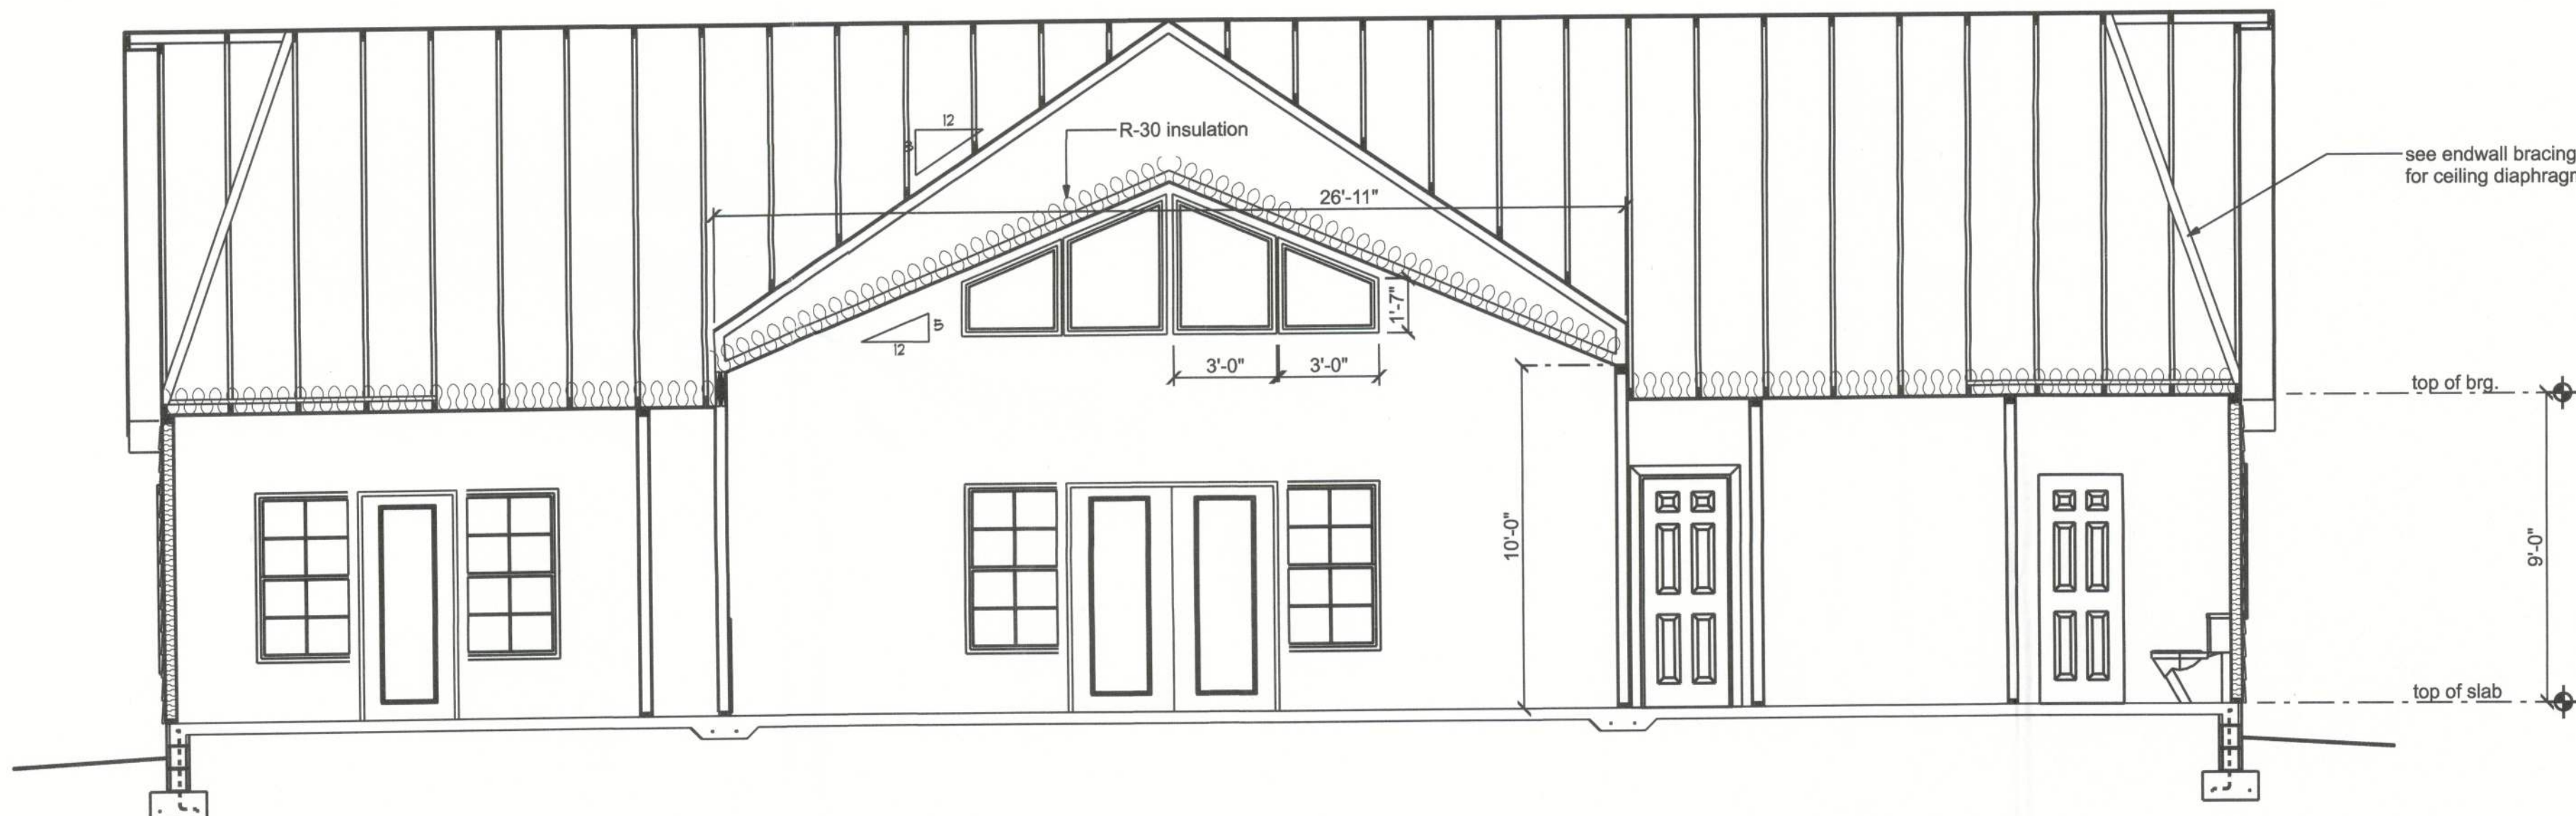 12
8
R-30 insulation
see endwall bracing
for ceiling diaphragm
26'-11"
5
12
1'-7"
3'-0"
3'-0"
top of brg.
10'-0"
9'-0"
top of slab